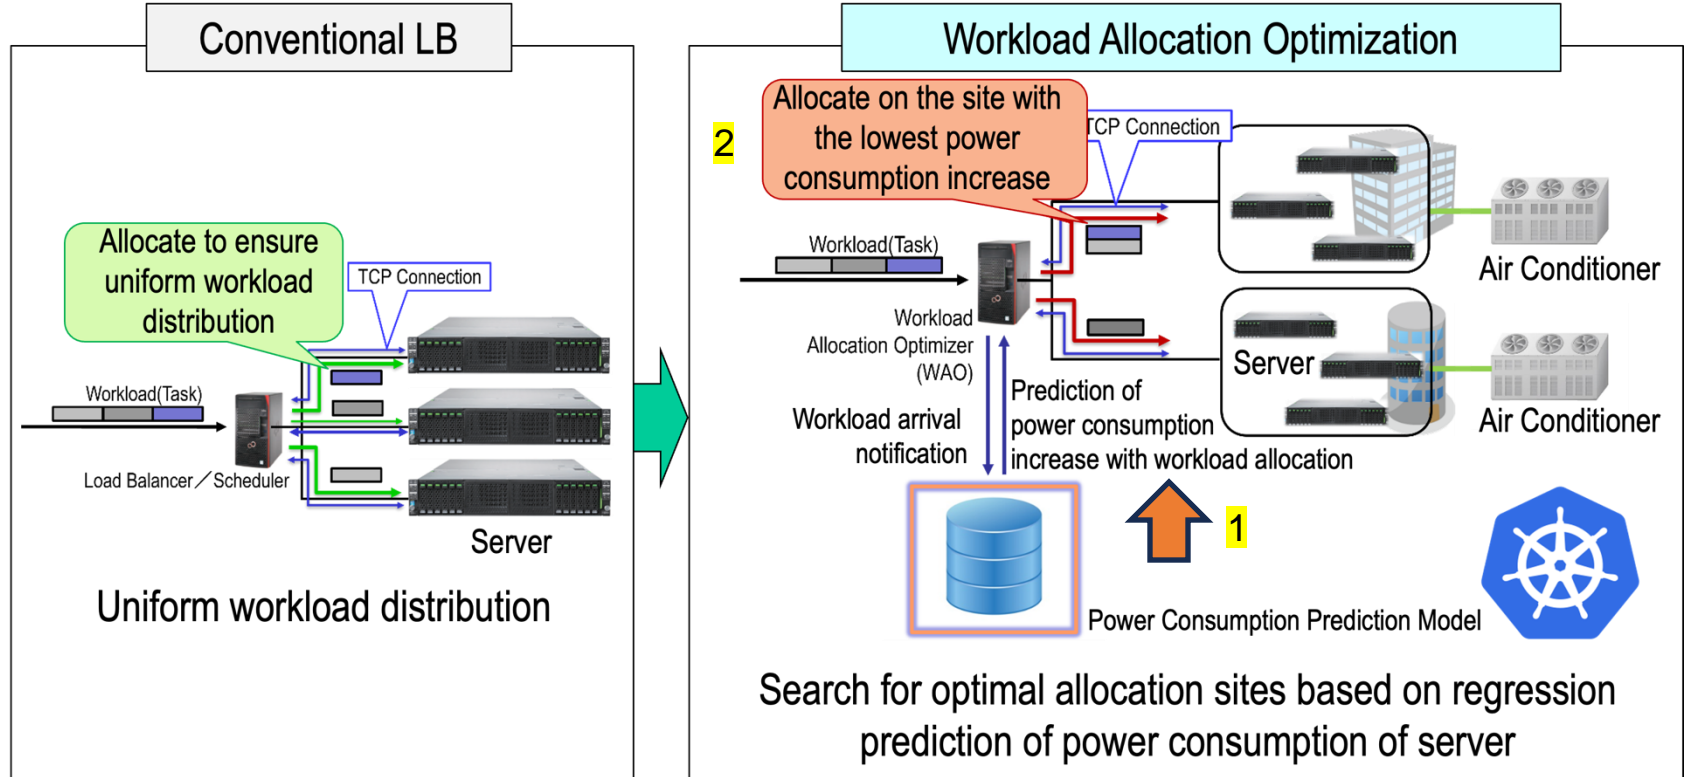 Conventional LB
Allocate to ensure
uniform workload
distribution
TCP Connection
Workload(Task)
Load Balancer／Scheduler
Server
Uniform workload distribution
Workload Allocation Optimization
2
Allocate on the site with
the lowest power
consumption increase
TCP Connection
Workload(Task)
Workload
Allocation Optimizer
(WAO)
Air Conditioner
Server
Air Conditioner
Workload arrival
notification
Prediction of
power consumption
increase with workload allocation
1
Power Consumption Prediction Model
Search for optimal allocation sites based on regression
prediction of power consumption of server